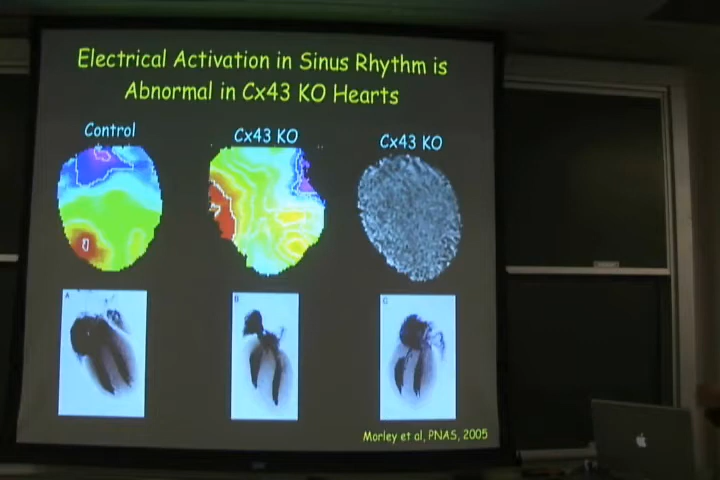 Electrical Activation in Sinus Rhythm is
Abnormal in Cx43 KO Hearts
Control
Cx43 KO
Cx43 KO
A
B
C
Morley et al, PNAS, 2005